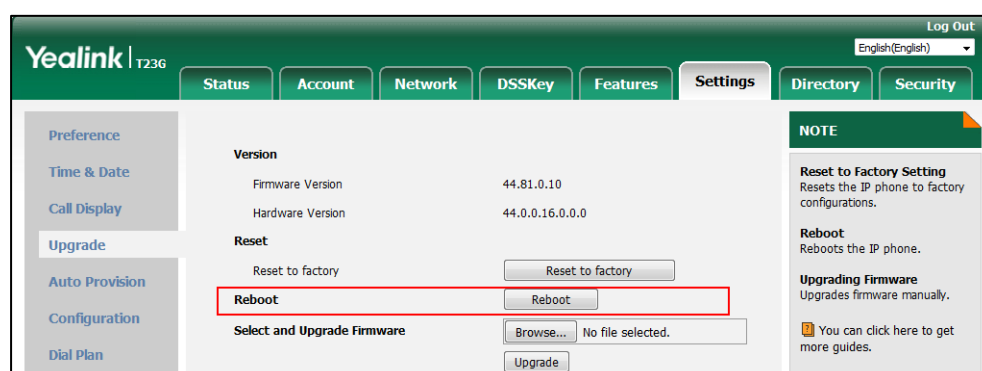 Log Out
Yealink | T23G
English(English)
Status Account Network DSSKey Features Settings Directory Security
Preference
Time & Date
Call Display
Upgrade
Auto Provision
Configuration
Dial Plan
Version
Firmware Version 44.81.0.10
Hardware Version 44.0.0.16.0.0.0
Reset
Reset to factory Reset to factory
Reboot Reboot
Select and Upgrade Firmware Browse... No file selected.
Upgrade
NOTE
Reset to Factory Setting
Resets the IP phone to factory
configurations.
Reboot
Reboots the IP phone.
Upgrading Firmware
Upgrades firmware manually.
You can click here to get
more guides.